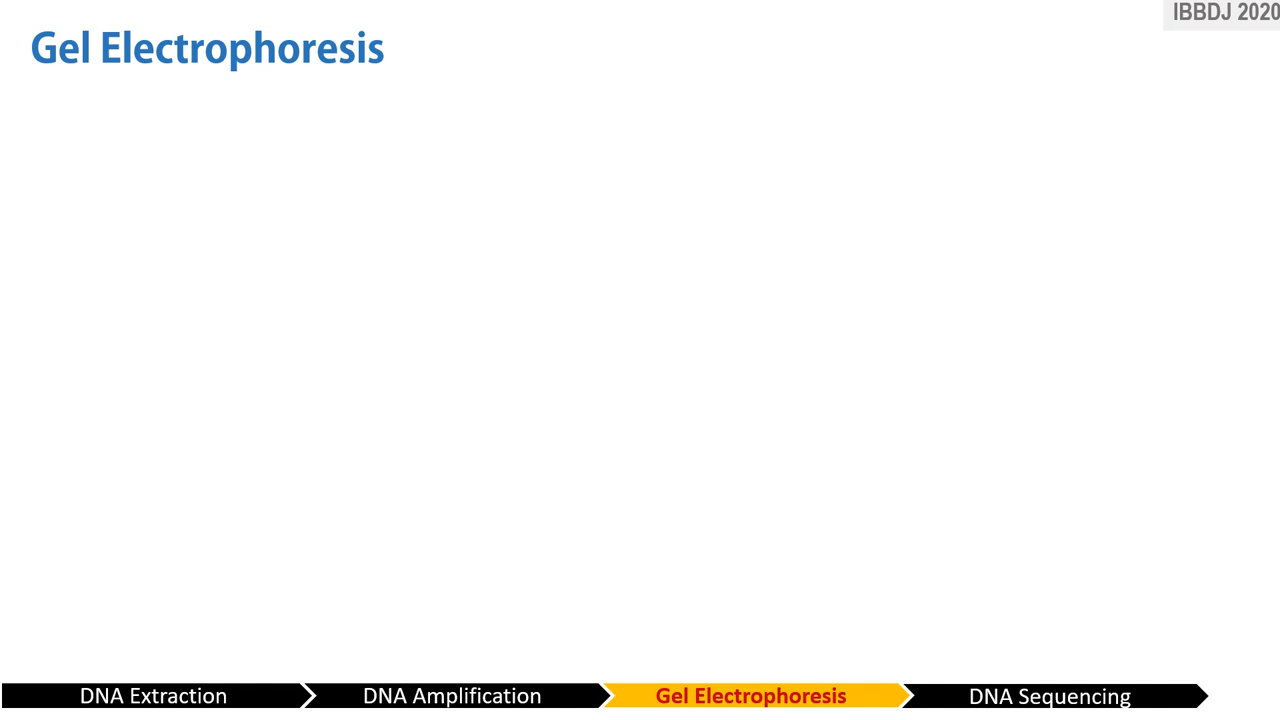 IBBDJ 2020
Gel Electrophoresis
DNA Extraction
DNA Amplification
Gel Electrophoresis
DNA Sequencing